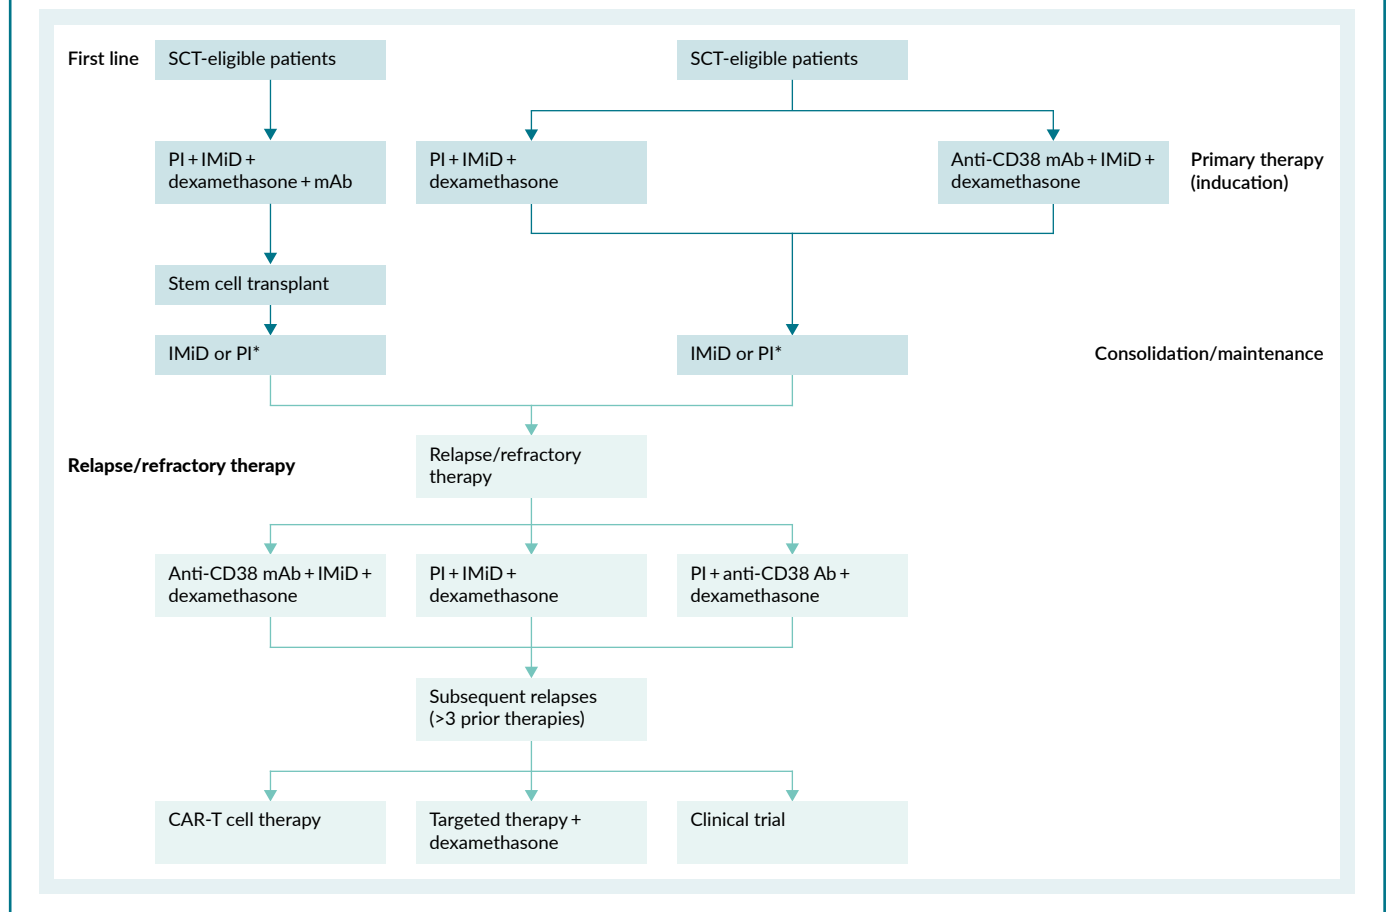 First line
SCT-eligible patients
SCT-eligible patients
PI + IMiD +
dexamethasone + mAb
PI + IMiD +
dexamethasone
Anti-CD38 mAb + IMiD +
dexamethasone
Primary therapy
(inducation)
Stem cell transplant
IMiD or PI*
IMiD or PI*
Consolidation/maintenance
Relapse/refractory therapy
Relapse/refractory
therapy
Anti-CD38 mAb + IMiD +
dexamethasone
PI + IMiD +
dexamethasone
PI + anti-CD38 Ab +
dexamethasone
Subsequent relapses
(>3 prior therapies)
CAR-T cell therapy
Targeted therapy +
dexamethasone
Clinical trial